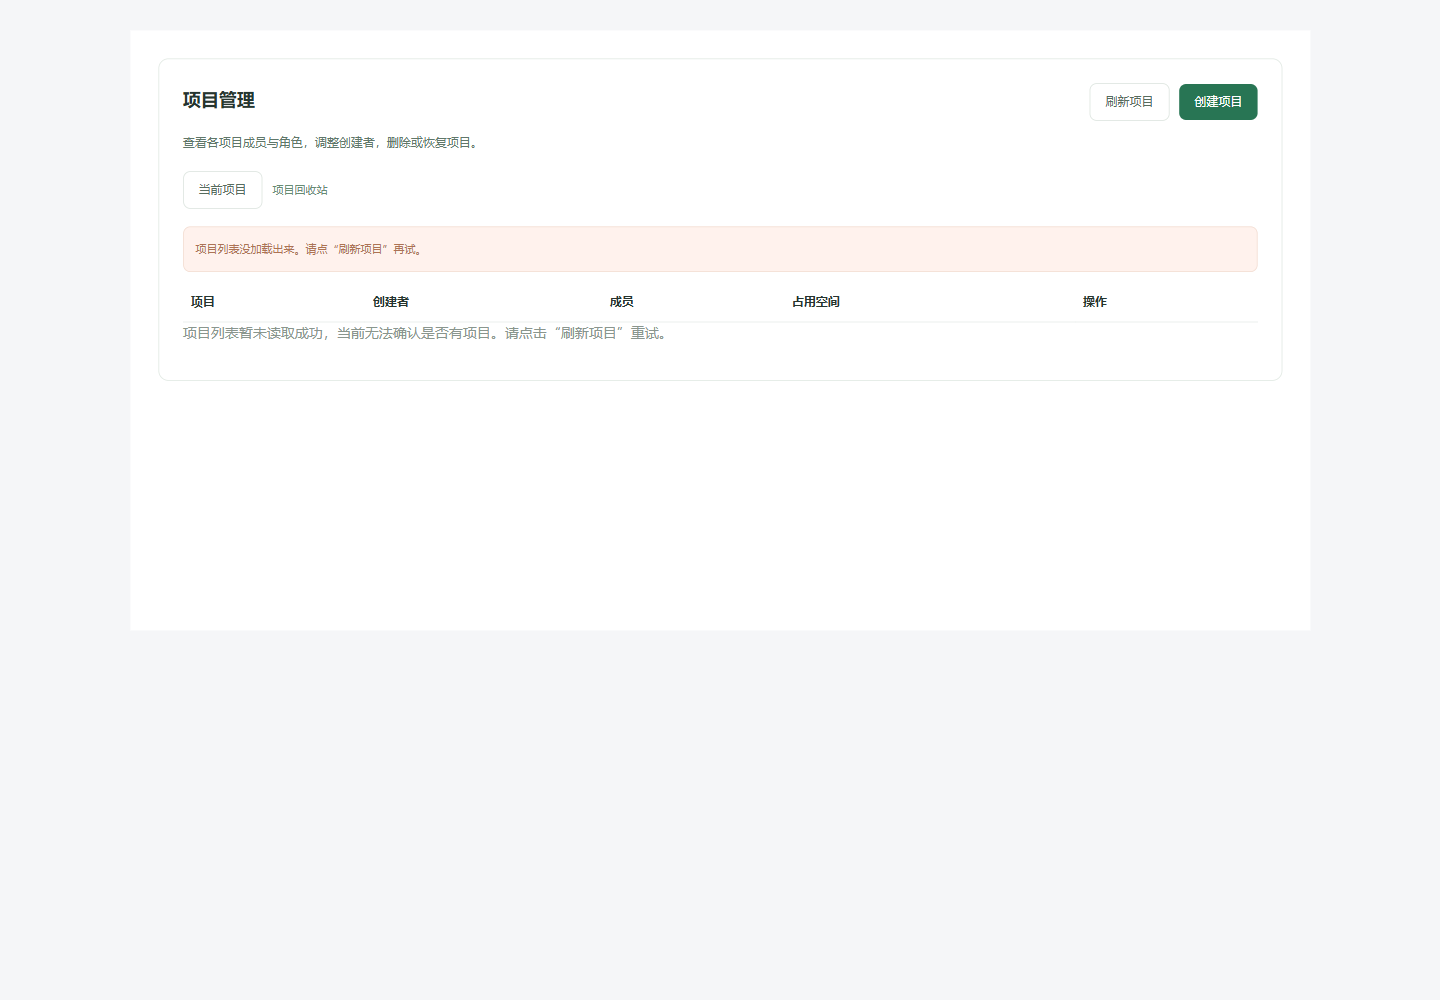 项目管理
刷新项目
创建项目
查看各项目成员与角色，调整创建者，删除或恢复项目。
当前项目
项目回收站
项目列表没加载出来。请点“刷新项目”再试。
项目 创建者 成员 占用空间 操作
项目列表暂未读取成功，当前无法确认是否有项目。请点击“刷新项目”重试。